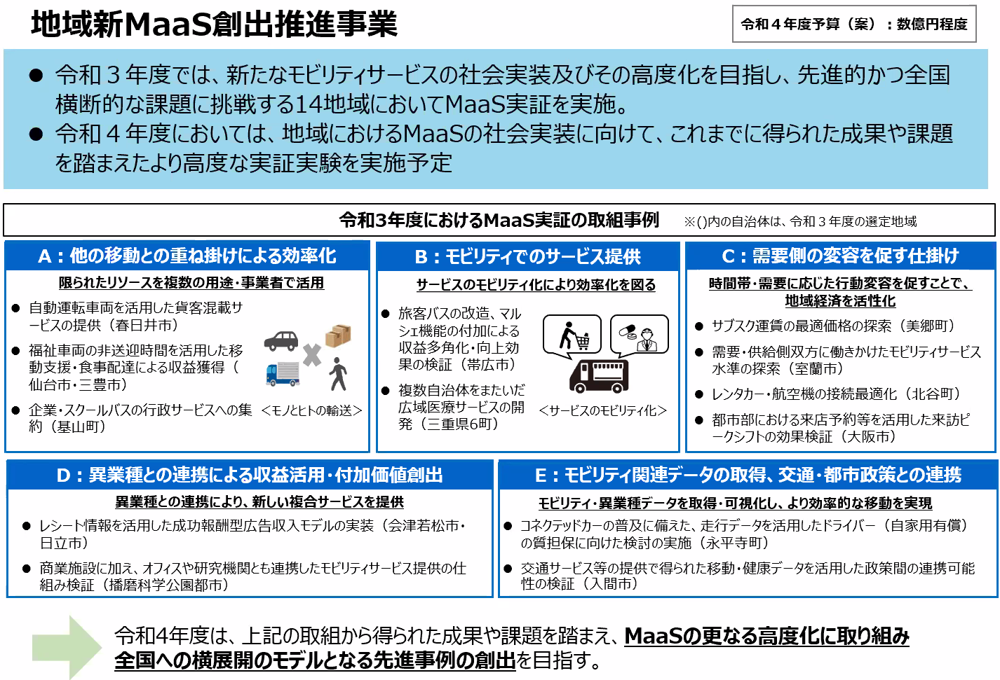 地域新MaaS創出推進事業
令和４年度予算（案）：数億円程度
● 令和３年度では、新たなモビリティサービスの社会実装及びその高度化を目指し、先進的かつ全国
横断的な課題に挑戦する14地域においてMaaS実証を実施。
● 令和４年度においては、地域におけるMaaSの社会実装に向けて、これまでに得られた成果や課題
を踏まえたより高度な実証実験を実施予定
令和3年度におけるMaaS実証の取組事例 ※()内の自治体は、令和３年度の選定地域
A：他の移動との重ね掛けによる効率化
限られたリソースを複数の用途・事業者で活用
● 自動運転車両を活用した貨客混載サ
ービスの提供（春日井市）
● 福祉車両の非送迎時間を活用した移
動支援・食事配達による収益獲得（
仙台市・三豊市）
● 企業・スクールバスの行政サービスへの集
約（基山町）
＜モノとヒトの輸送＞
B：モビリティでのサービス提供
サービスのモビリティ化により効率化を図る
● 旅客バスの改造、マル
シェ機能の付加による
収益多角化・向上効
果の検証（帯広市）
● 複数自治体をまたいだ
広域医療サービスの開
発（三重県6町）
＜サービスのモビリティ化＞
C：需要側の変容を促す仕掛け
時間帯・需要に応じた行動変容を促すことで、
地域経済を活性化
● サブスク運賃の最適価格の探索（美郷町）
● 需要・供給側双方に働きかけたモビリティサービス
水準の探索（室蘭市）
● レンタカー・航空機の接続最適化（北谷町）
● 都市部における来店予約等を活用した来訪ピ
ークシフトの効果検証（大阪市）
D：異業種との連携による収益活用・付加価値創出
異業種との連携により、新しい複合サービスを提供
● レシート情報を活用した成功報酬型広告収入モデルの実装（会津若松市・
日立市）
● 商業施設に加え、オフィスや研究機関とも連携したモビリティサービス提供の仕
組み検証（播磨科学公園都市）
E：モビリティ関連データの取得、交通・都市政策との連携
モビリティ・異業種データを取得・可視化し、より効率的な移動を実現
● コネクテッドカーの普及に備えた、走行データを活用したドライバー（自家用有償）
の質担保に向けた検討の実施（永平寺町）
● 交通サービス等の提供で得られた移動・健康データを活用した政策間の連携可能
性の検証（入間市）
令和4年度は、上記の取組から得られた成果や課題を踏まえ、MaaSの更なる高度化に取り組み
全国への横展開のモデルとなる先進事例の創出を目指す。